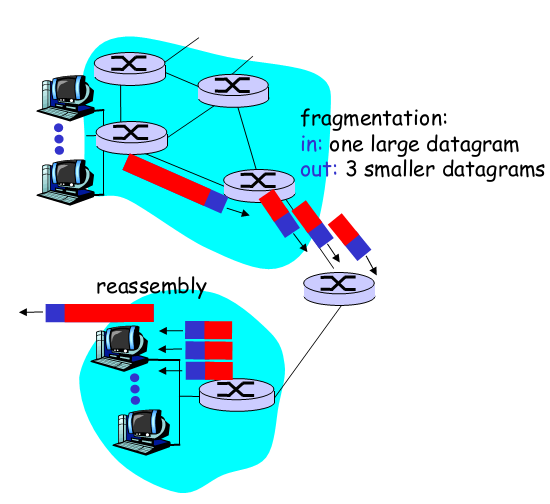 fragmentation:
in: one large datagram
out: 3 smaller datagrams
reassembly